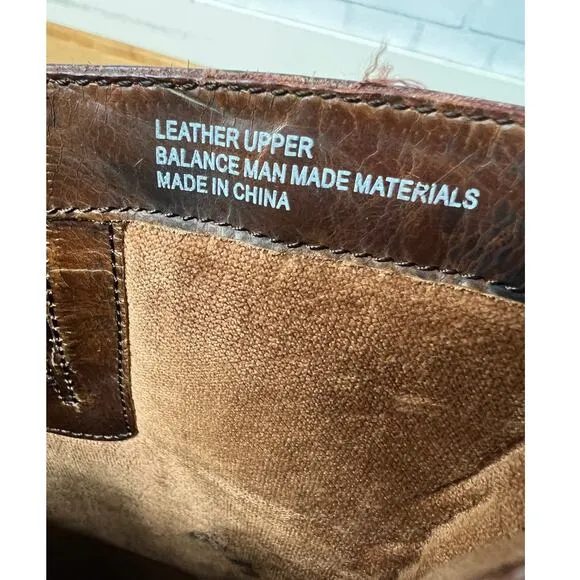 LEATHER UPPER
BALANCE MAN MADE MATERIALS
MADE IN CHINA